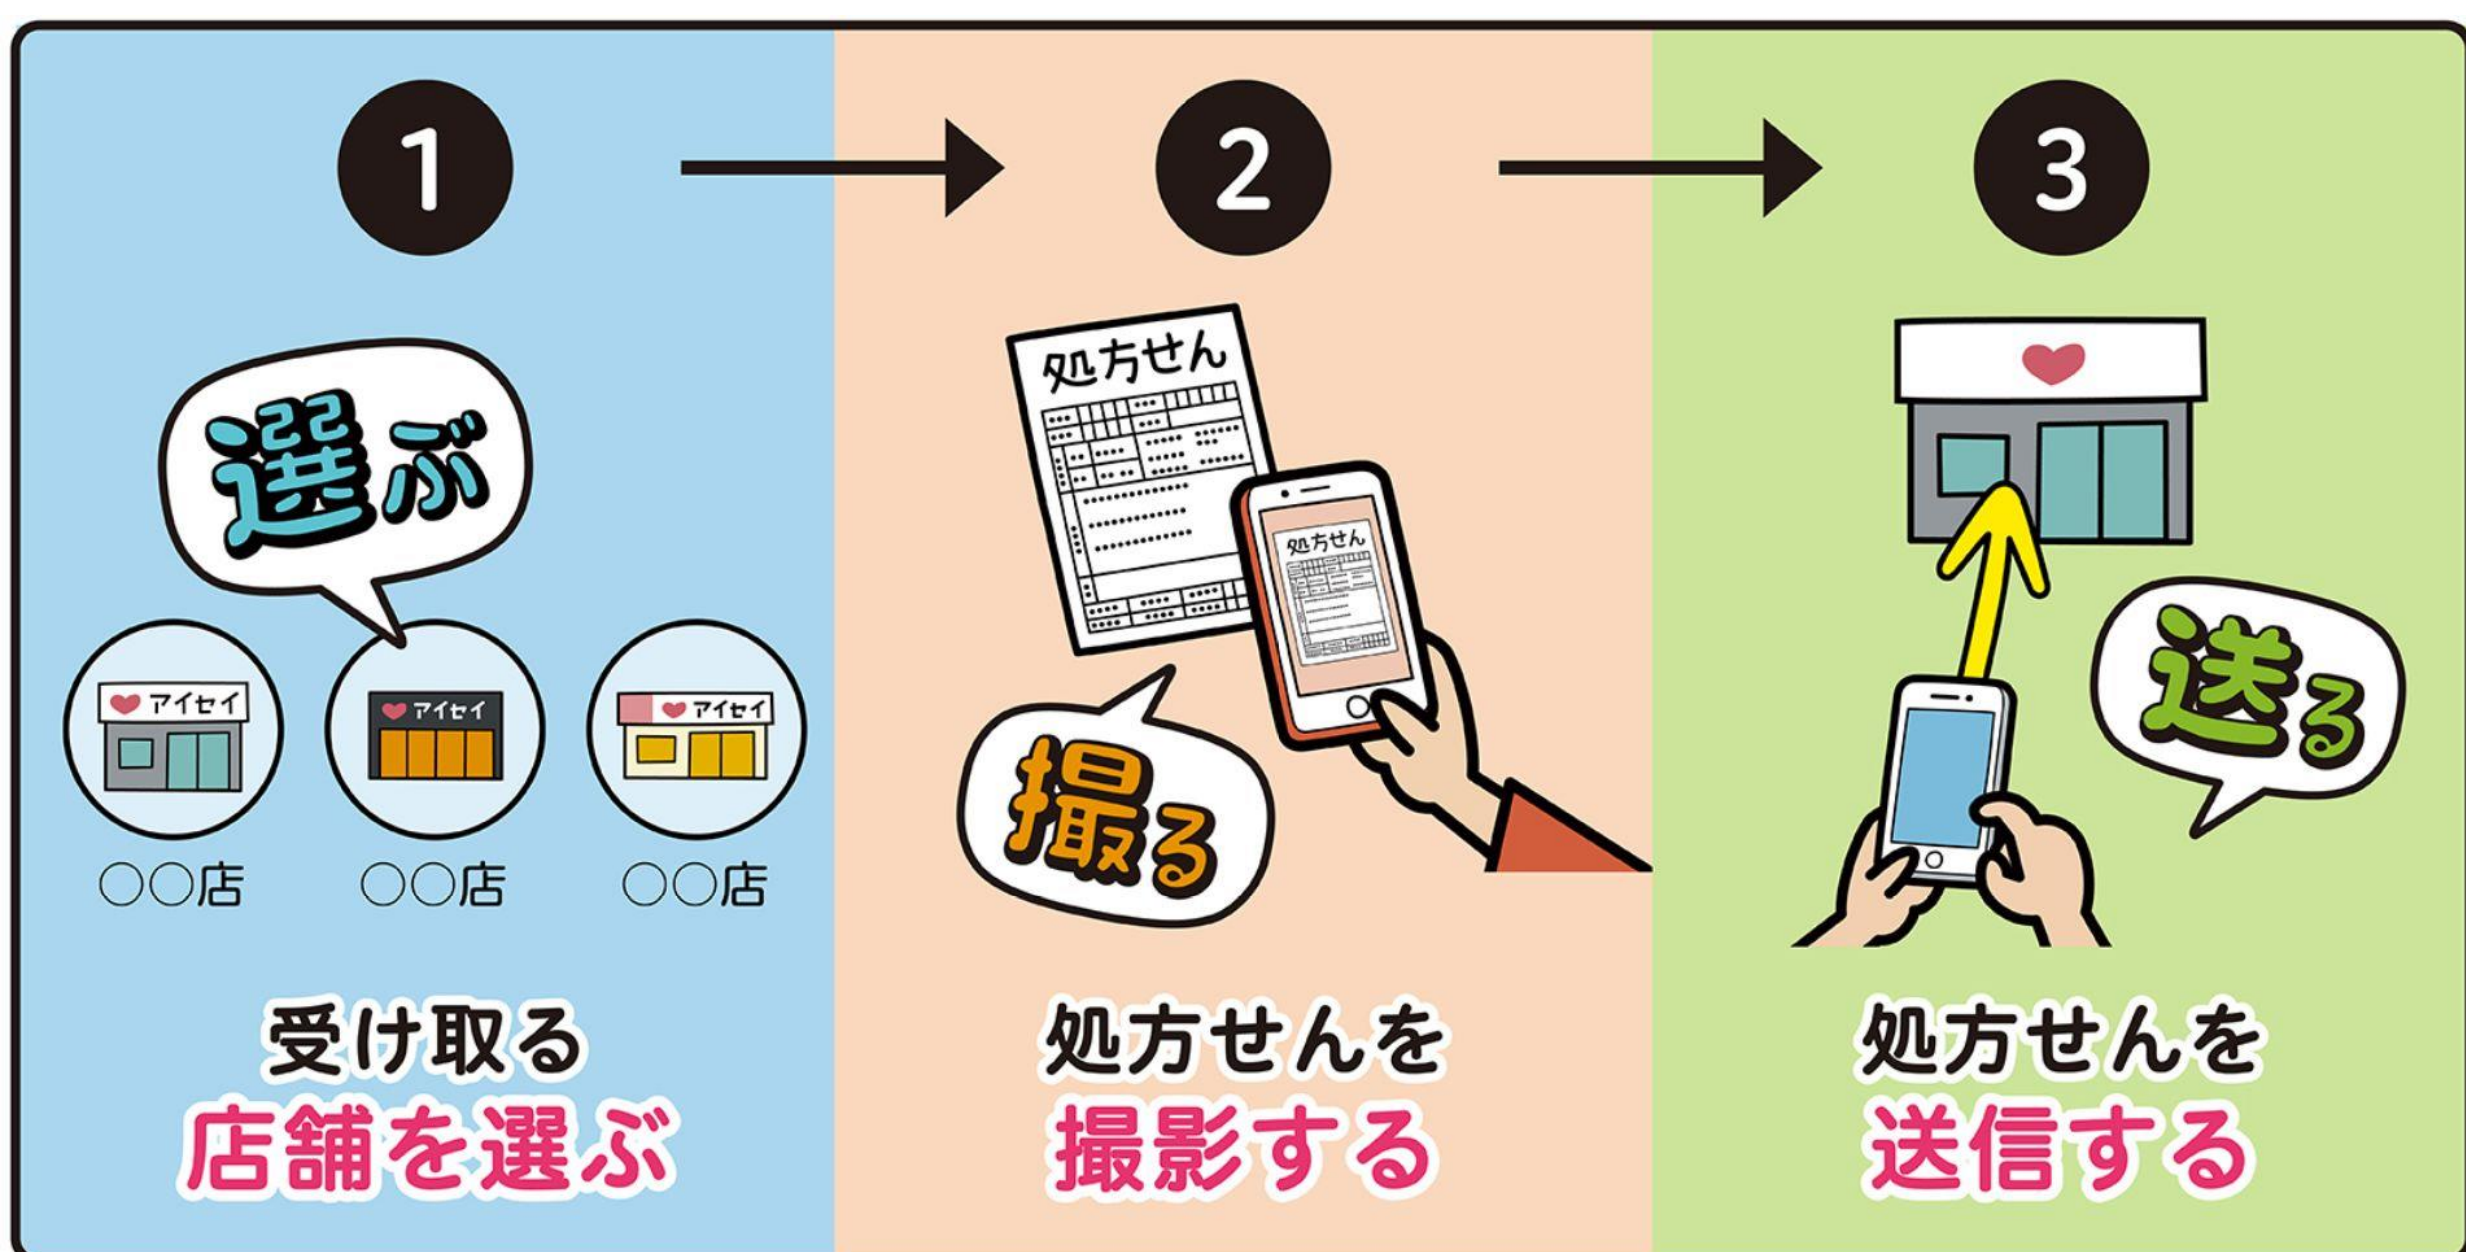 1
選ぶ
アイセイ
アイセイ
アイセイ
○○店
○○店
○○店
受け取る
店舗を選ぶ
2
処方せん
処方せん
撮る
処方せんを
撮影する
3
送る
処方せんを
送信する